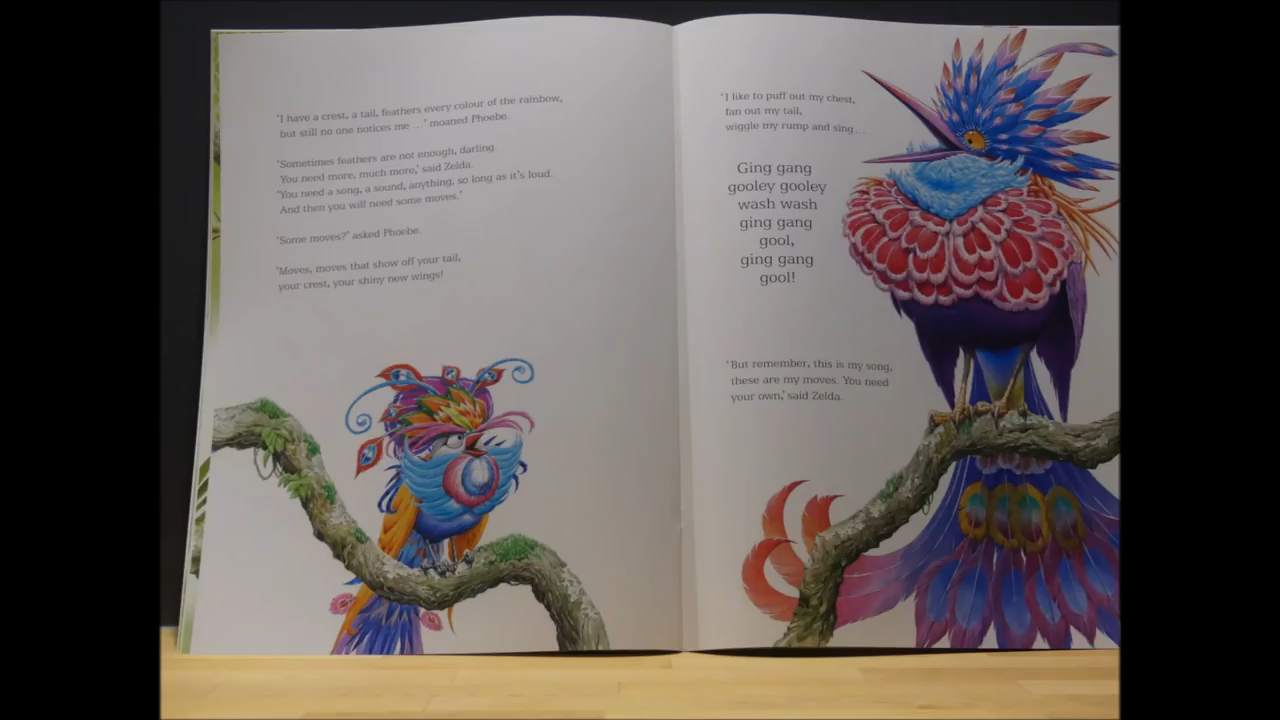 ‘I have a crest, a tail, feathers every colour of the rainbow,
but still no one notices me ...’ moaned Phoebe.
‘Sometimes feathers are not enough, darling.
You need more, much more,’ said Zelda.
‘You need a song, a sound, anything, so long as it’s loud.
And then you will need some moves.’
‘Some moves?’ asked Phoebe.
‘Moves, moves that show off your tail,
your crest, your shiny new wings!
‘I like to puff out my chest,
fan out my tail,
wiggle my rump and sing...
Ging gang
gooley gooley
wash wash
ging gang
gool,
ging gang
gool!
‘But remember, this is my song,
these are my moves. You need
your own,’ said Zelda.